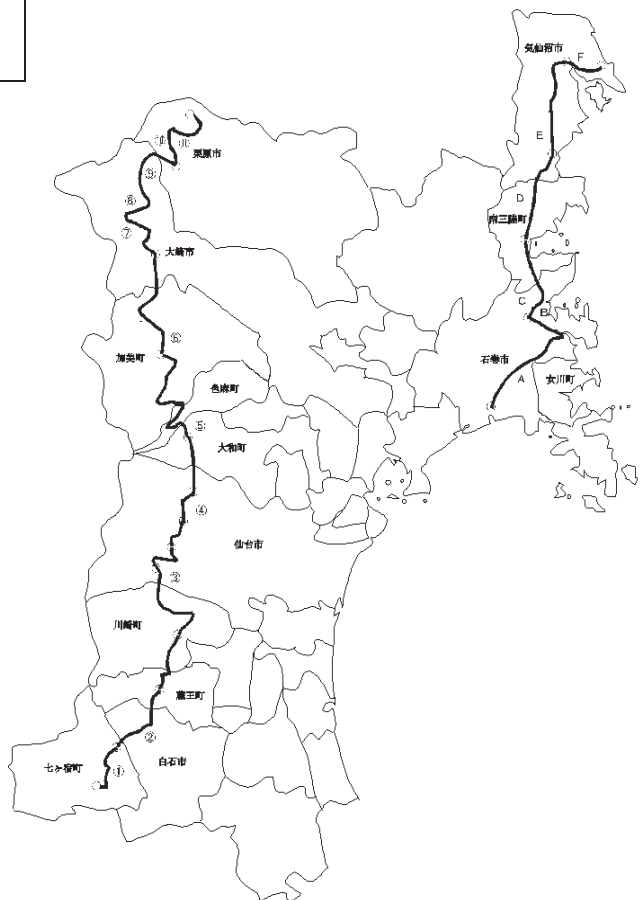 気仙沼市
F
E
D
南三陸町
C
B
石巻市
A
女川町
⑩
⑪
栗原市
⑨
⑧
⑦
大崎市
⑥
加美町
色麻町
⑤
大和町
④
仙台市
③
川崎町
蔵王町
②
白石市
七ヶ宿町
①